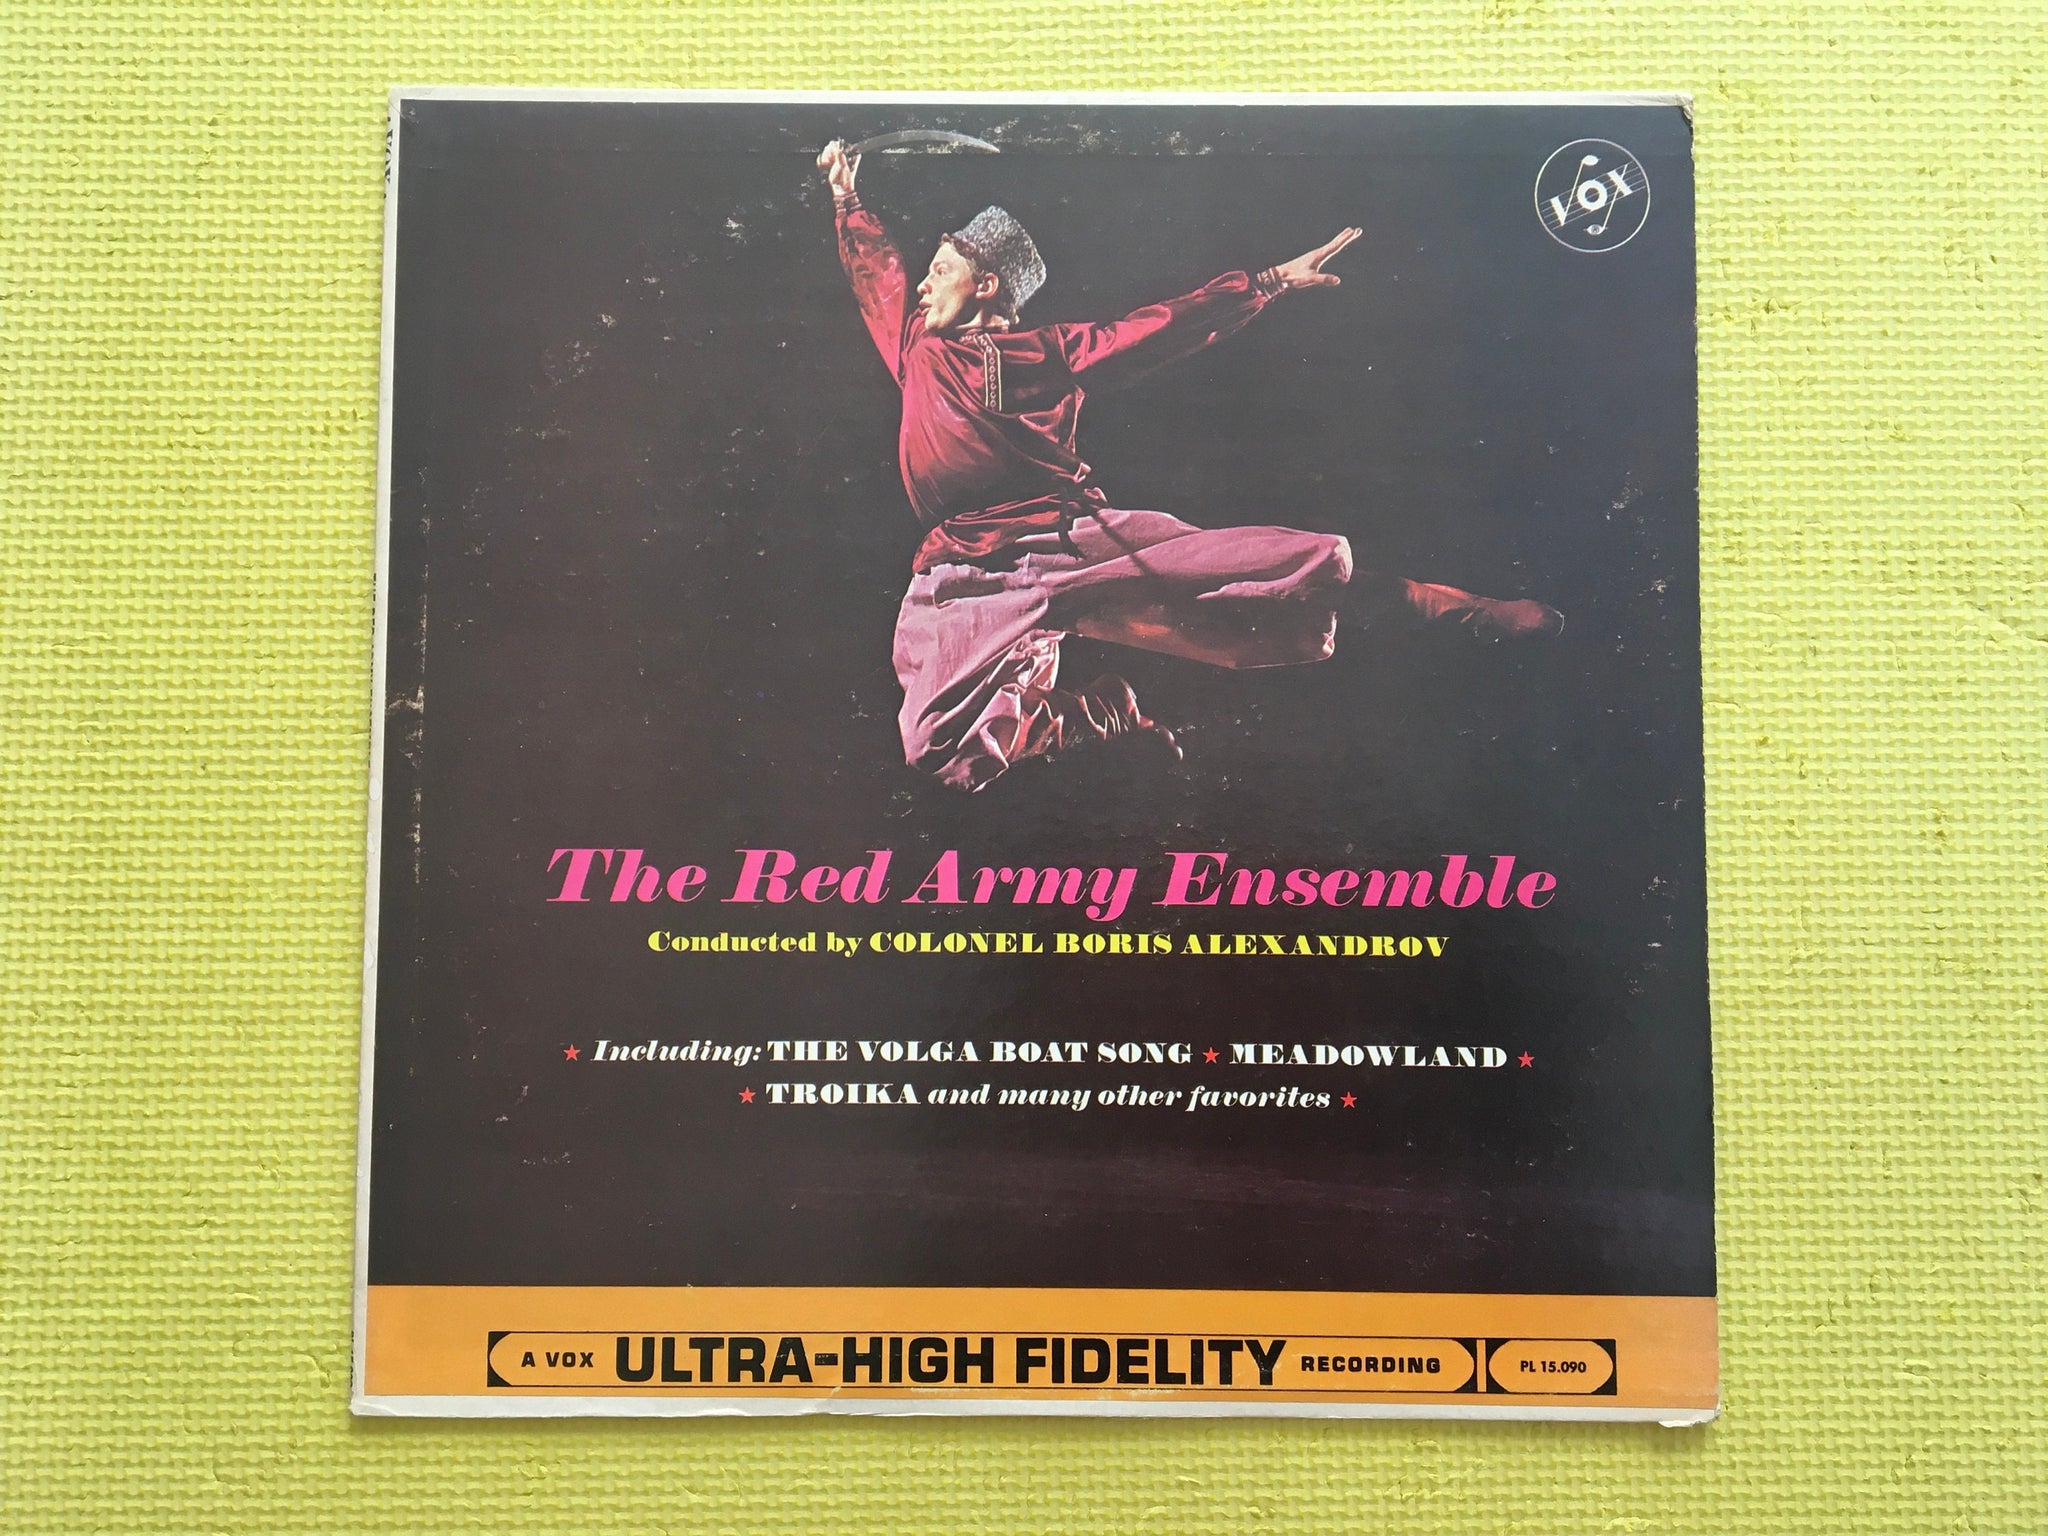 VOX
The Red Army Ensemble
Conducted by COLONEL BORIS ALEXANDROV
★ Including: THE VOLGA BOAT SONG ★ MEADOWLAND ★
★ TROIKA and many other favorites ★
A VOX ULTRA-HIGH FIDELITY RECORDING PL 15.090